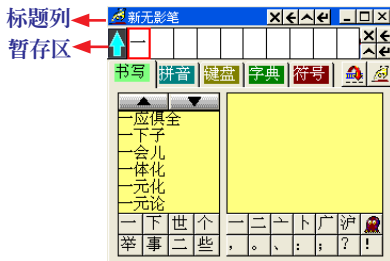 标题列
新无影笔
暂存区
一
书写 拼音 键盘 字典 符号
一应俱全
一下子
一会儿
一体化
一元化
一元论
一 下 世 个 一 二 亠 卜 广 沪
举 事 二 些 , 。 、 : ; ? !